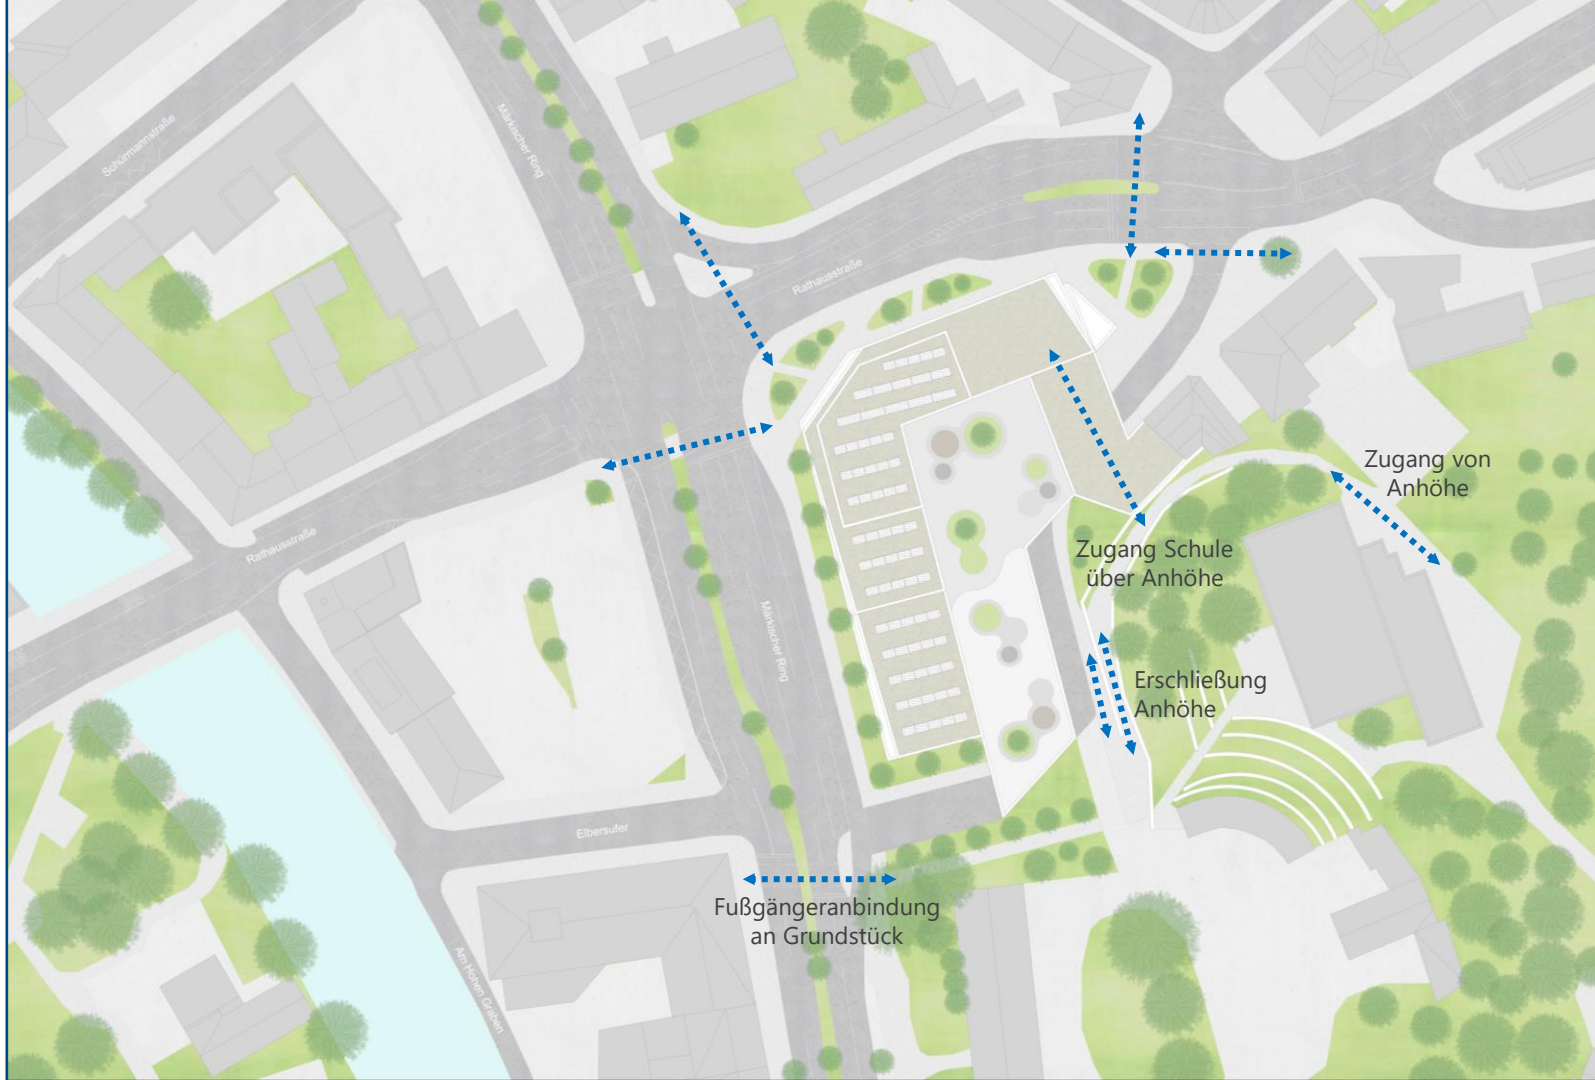 Schürmannstraße
Märkischer Ring
Rathausstraße
Zugang von
Anhöhe
Rathausstraße
Zugang Schule
über Anhöhe
Märkischer Ring
Erschließung
Anhöhe
Elbersufer
Fußgängeranbindung
an Grundstück
Am Hohen Graben